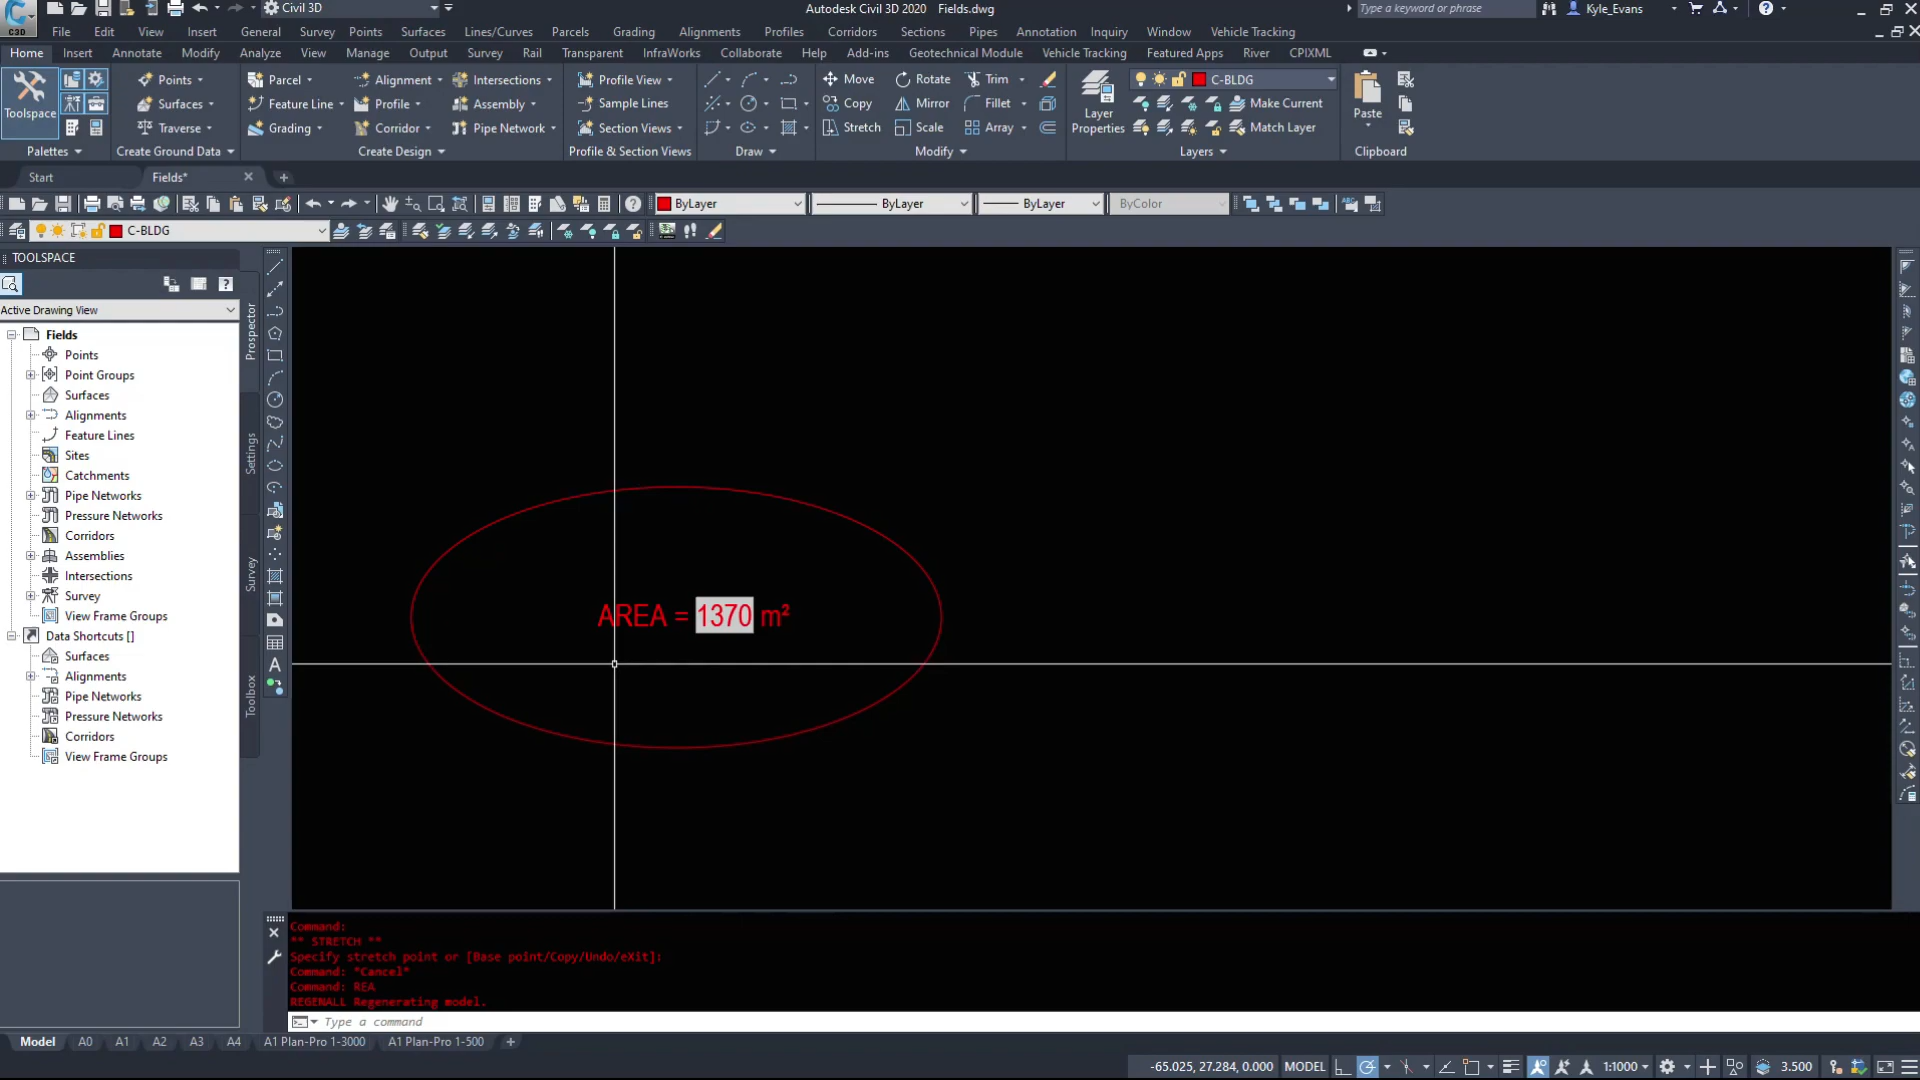 Civil 3D
Autodesk Civil 3D 2020 Fields.dwg
Type a keyword or phrase
Kyle_Evans
C3D
File Edit View Insert General Survey Points Surfaces Lines/Curves Parcels Grading Alignments Profiles Corridors Sections Pipes Annotation Inquiry Window Vehicle Tracking
Home Insert Annotate Modify Analyze View Manage Output Survey Rail Transparent InfraWorks Collaborate Help Add-ins Geotechnical Module Vehicle Tracking Featured Apps River CPIXML
Points Parcel Alignment Intersections Profile View Move Rotate Trim C-BLDG
Toolspace Surfaces Feature Line Profile Assembly Sample Lines Copy Mirror Fillet Layer Properties Make Current Paste
Traverse Grading Corridor Pipe Network Section Views Stretch Scale Array Match Layer
Palettes Create Ground Data Create Design Profile & Section Views Draw Modify Layers Clipboard
Start Fields*
ByLayer ByLayer ByLayer ByColor
C-BLDG
TOOLSPACE
Active Drawing View
Fields
Points
Point Groups
Surfaces
Alignments
Feature Lines
Sites
Catchments
Pipe Networks
Pressure Networks
Corridors
Assemblies
Intersections
Survey
View Frame Groups
Data Shortcuts []
Surfaces
Alignments
Pipe Networks
Pressure Networks
Corridors
View Frame Groups
Prospector
Settings
Survey
Toolbox
AREA = 1370 m²
Command:
** STRETCH **
Specify stretch point or [Base point/Copy/Undo/eXit]:
Command: *Cancel*
Command: REA
REGENALL Regenerating model.
Type a command
Model A0 A1 A2 A3 A4 A1 Plan-Pro 1-3000 A1 Plan-Pro 1-500
-65.025, 27.284, 0.000 MODEL 1:1000 3.500